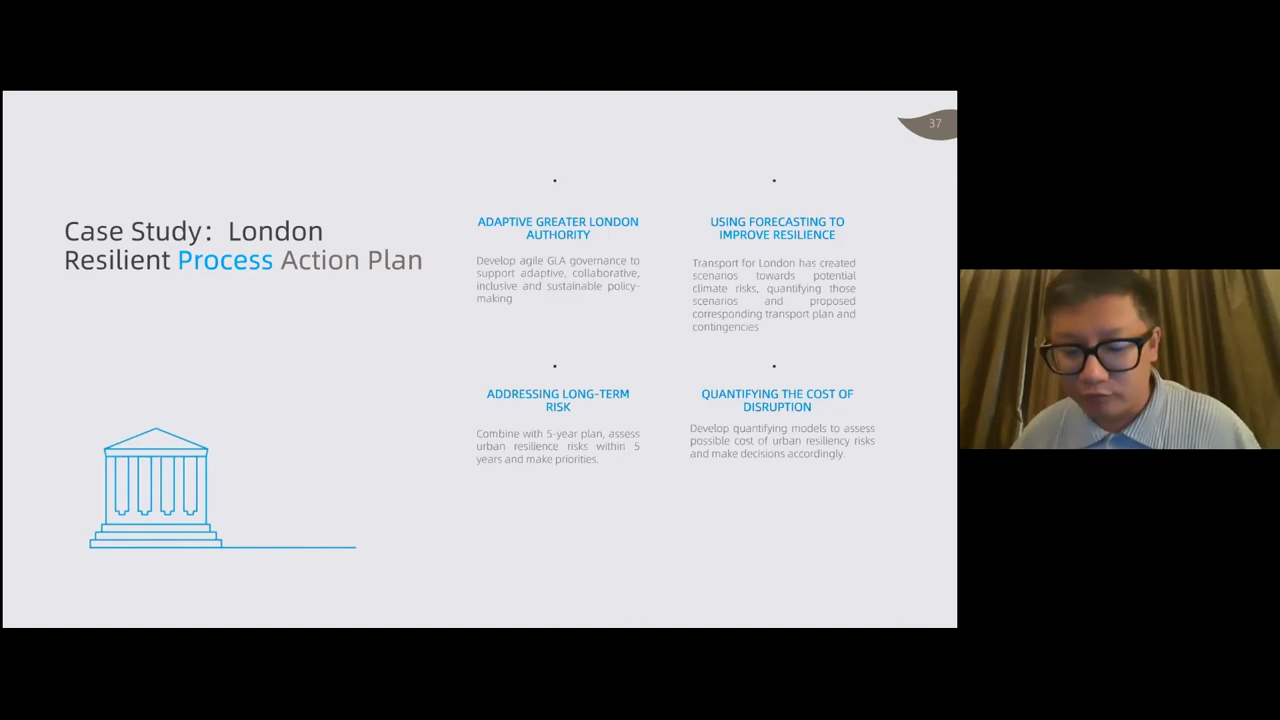 37
Case Study：London
Resilient Process Action Plan
ADAPTIVE GREATER LONDON
AUTHORITY
Develop agile GLA governance to
support adaptive, collaborative,
inclusive and sustainable policy-
making
USING FORECASTING TO
IMPROVE RESILIENCE
Transport for London has created
scenarios towards potential
climate risks, quantifying those
scenarios and proposed
corresponding transport plan and
contingencies
ADDRESSING LONG-TERM
RISK
Combine with 5-year plan, assess
urban resilience risks within 5
years and make priorities.
QUANTIFYING THE COST OF
DISRUPTION
Develop quantifying models to assess
possible cost of urban resiliency risks
and make decisions accordingly.